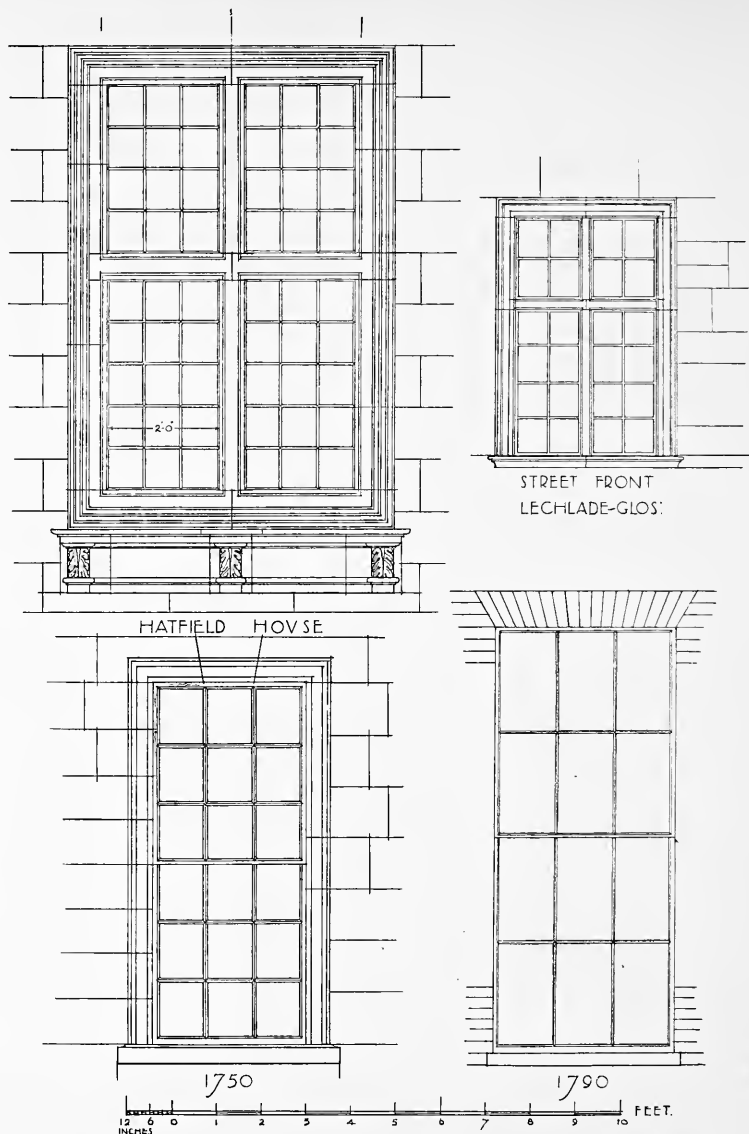 2'0"
STREET FRONT
LECHLADE-GLOS:
HATFIELD HOVSE
1750
1790
12 6 0 1 2 3 4 5 6 7 8 9 10 FEET.
INCHES